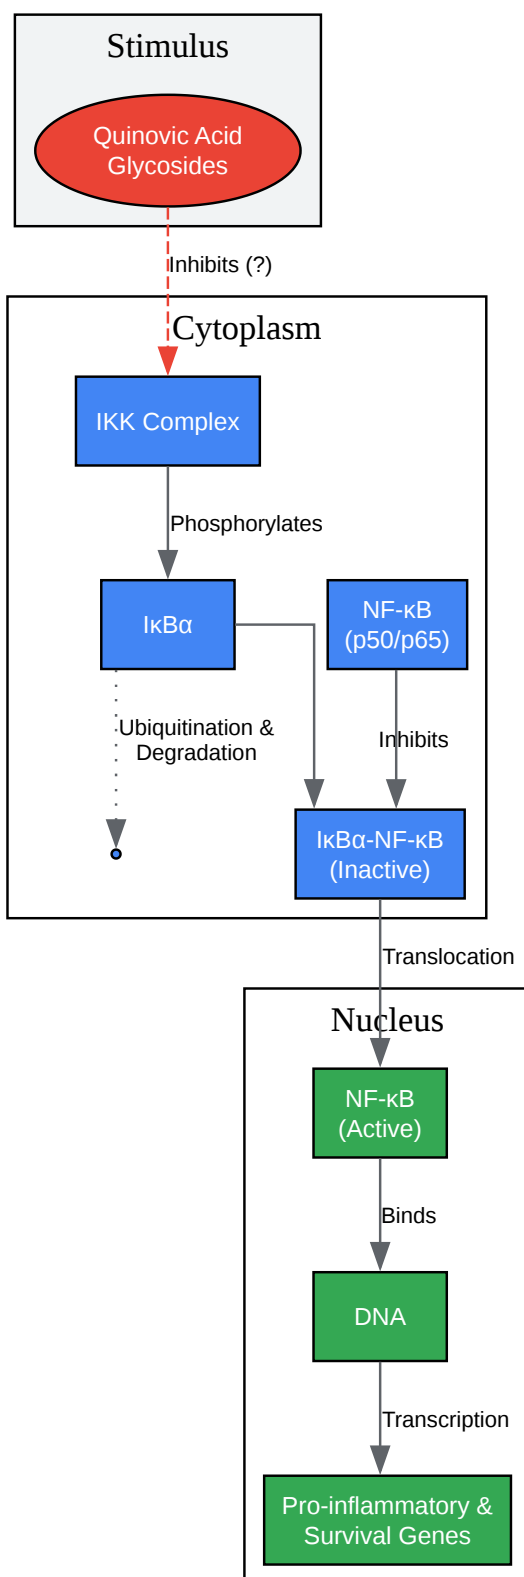 Stimulus
Quinovic Acid
Glycosides
Inhibits (?)
Cytoplasm
IKK Complex
Phosphorylates
IκBα
NF-κB
(p50/p65)
Ubiquitination &
Degradation
Inhibits
IκBα-NF-κB
(Inactive)
Translocation
Nucleus
NF-κB
(Active)
Binds
DNA
Transcription
Pro-inflammatory &
Survival Genes